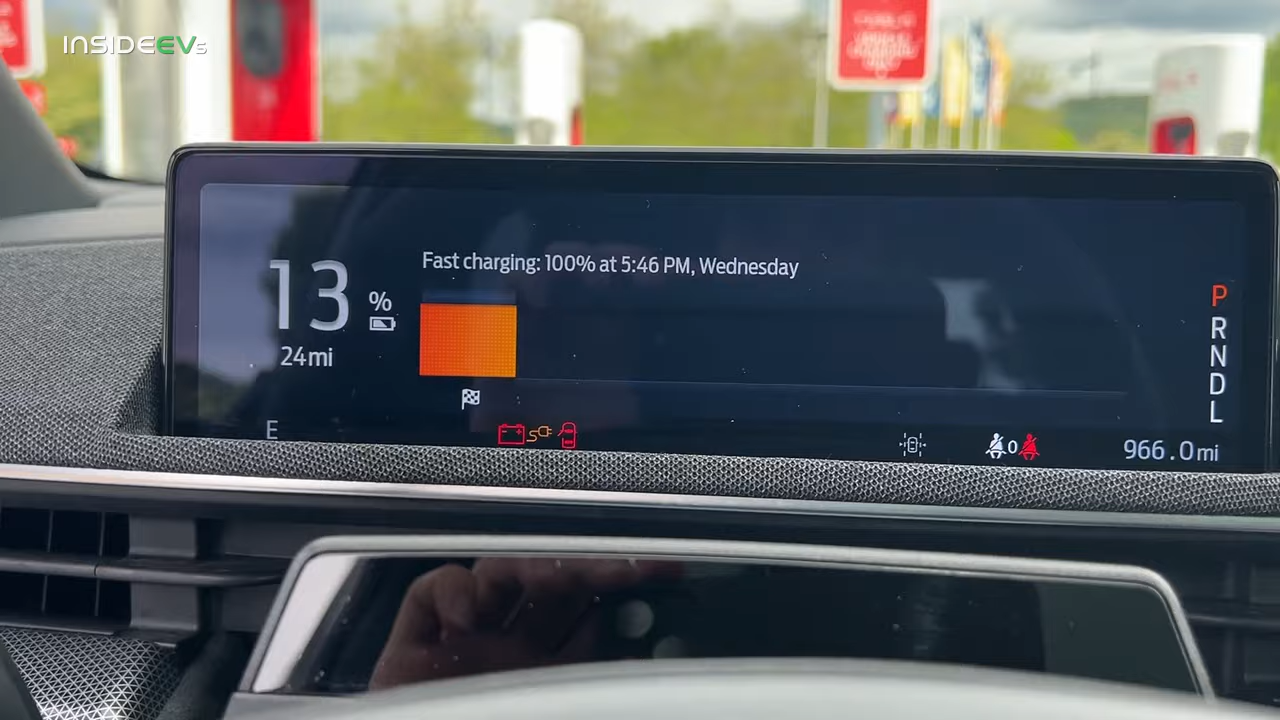 INSIDEEVs
Fast charging: 100% at 5:46 PM, Wednesday
13 %
24mi
P
R
N
D
L
E
0
966.0mi